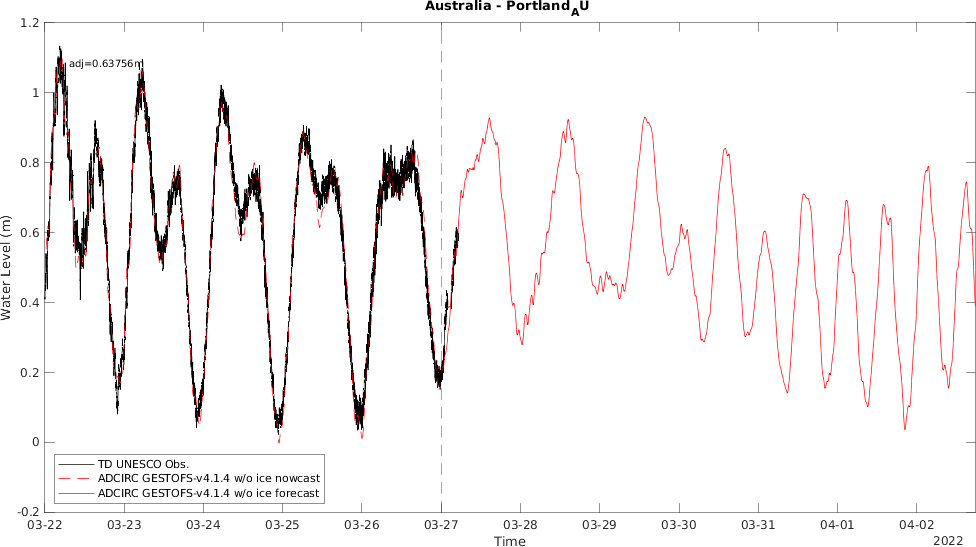 Australia - Portland_AU
adj=0.63756m
1.2
1
0.8
0.6
0.4
0.2
0
-0.2
Water Level (m)
TD UNESCO Obs.
ADCIRC GESTOFS-v4.1.4 w/o ice nowcast
ADCIRC GESTOFS-v4.1.4 w/o ice forecast
03-22 03-23 03-24 03-25 03-26 03-27 03-28 03-29 03-30 03-31 04-01 04-02
Time
2022